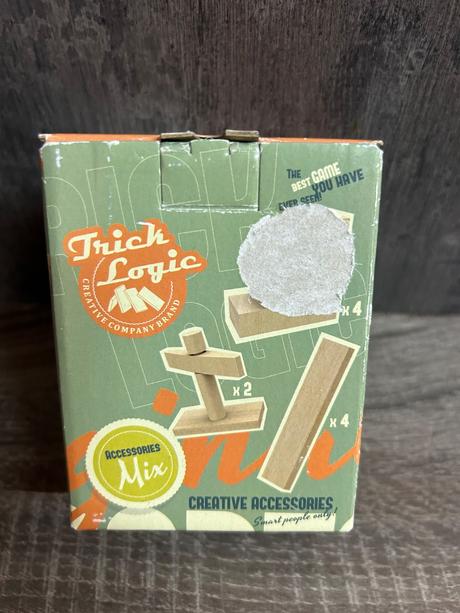 THE
BEST GAME
YOU HAVE
EVER SEEN!
Trick
Logic
CREATIVE COMPANY BRAND
x 4
x 2
x 4
ACCESSORIES
Mix
CREATIVE ACCESSORIES
Smart people only!